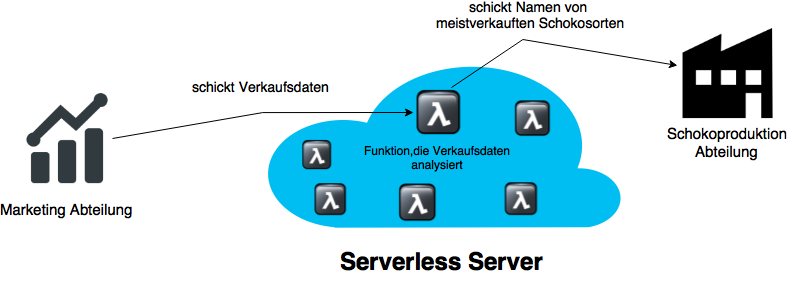 schickt Namen von
meistverkauften Schokosorten
schickt Verkaufsdaten
λ
λ
Schokoproduktion
Abteilung
λ
Funktion,die Verkaufsdaten
analysiert
Marketing Abteilung
λ
λ
λ
Serverless Server